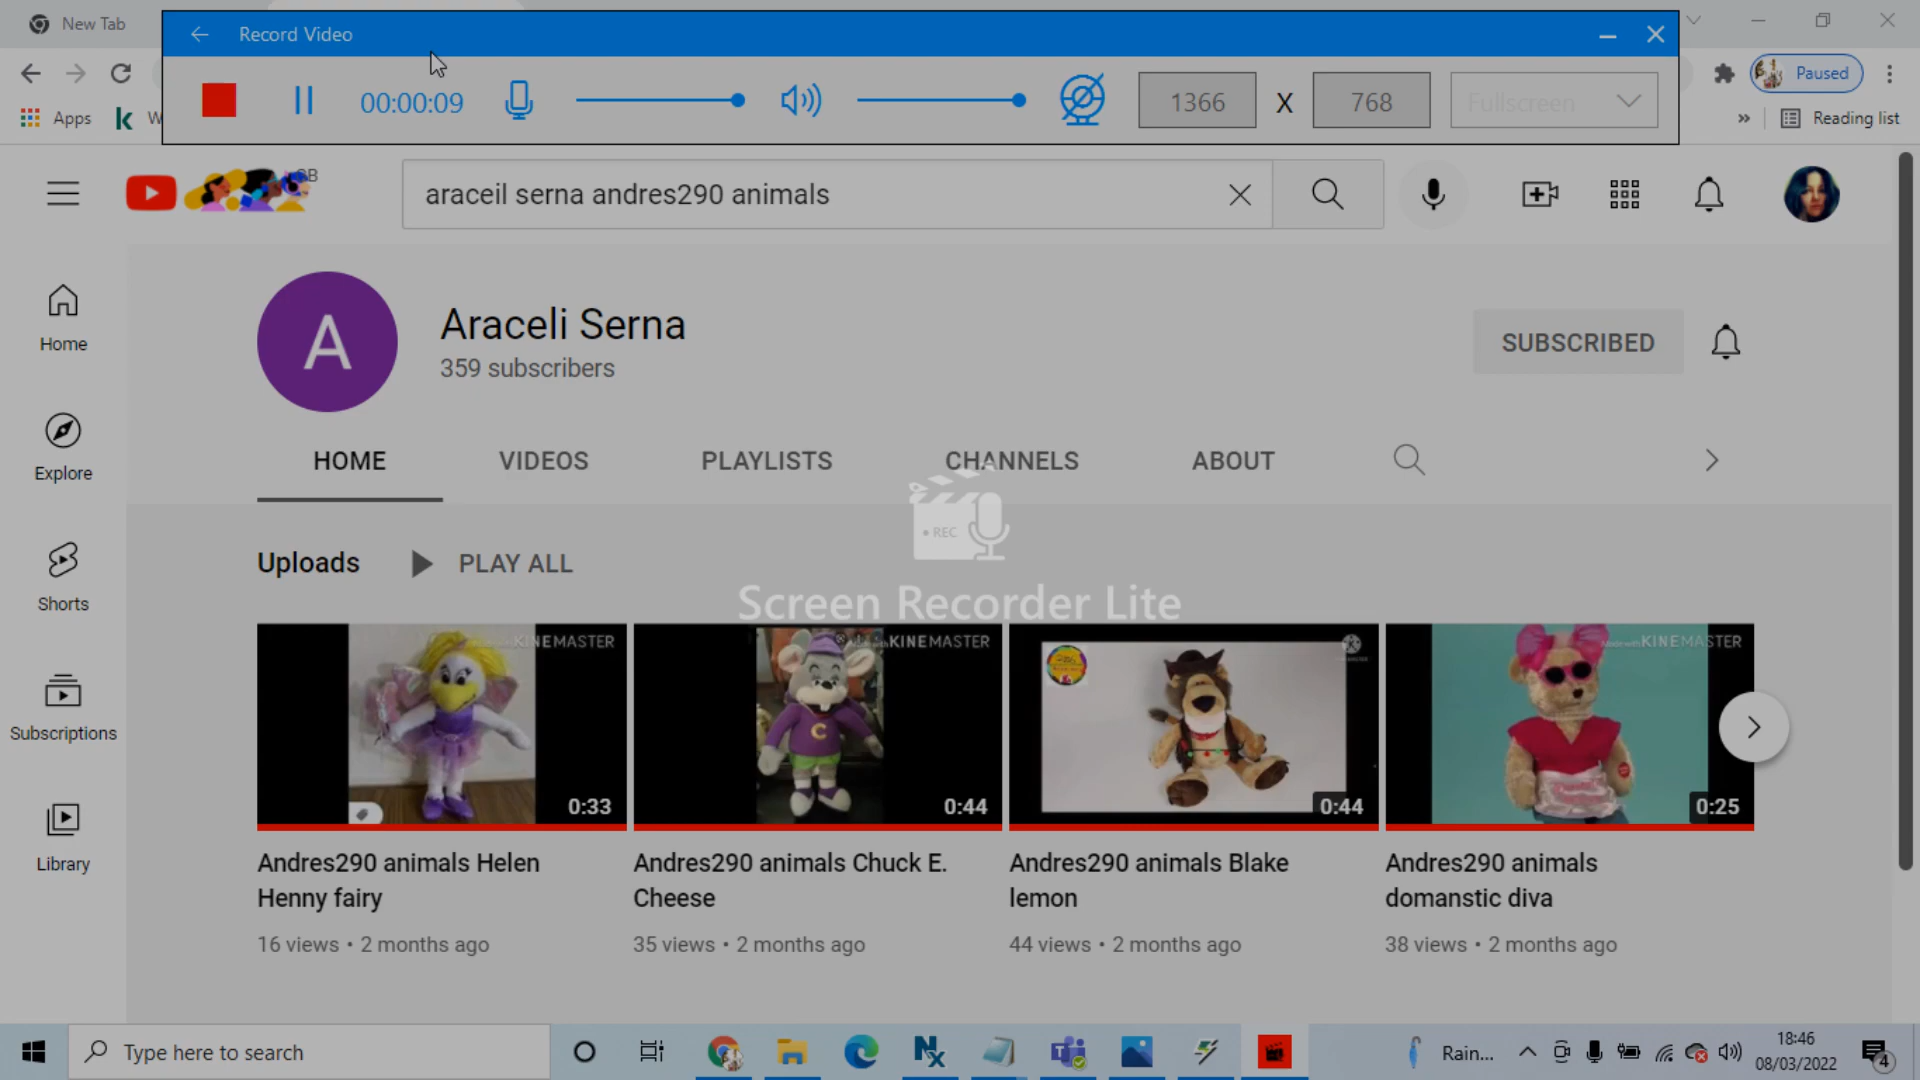 New Tab
Record Video
Paused
00:00:09
1366
X
768
Fullscreen
Apps
W
»
Reading list
GB
araceil serna andres290 animals
Araceli Serna
359 subscribers
SUBSCRIBED
Home
Explore
Shorts
Subscriptions
Library
HOME
VIDEOS
PLAYLISTS
CHANNELS
ABOUT
• REC
Screen Recorder Lite
Uploads
PLAY ALL
KINEMASTER
0:33
KINEMASTER
0:44
0:44
Made with KINEMASTER
0:25
Andres290 animals Helen
Henny fairy
16 views • 2 months ago
Andres290 animals Chuck E.
Cheese
35 views • 2 months ago
Andres290 animals Blake
lemon
44 views • 2 months ago
Andres290 animals
domanstic diva
38 views • 2 months ago
Type here to search
Rain...
18:46
08/03/2022
4